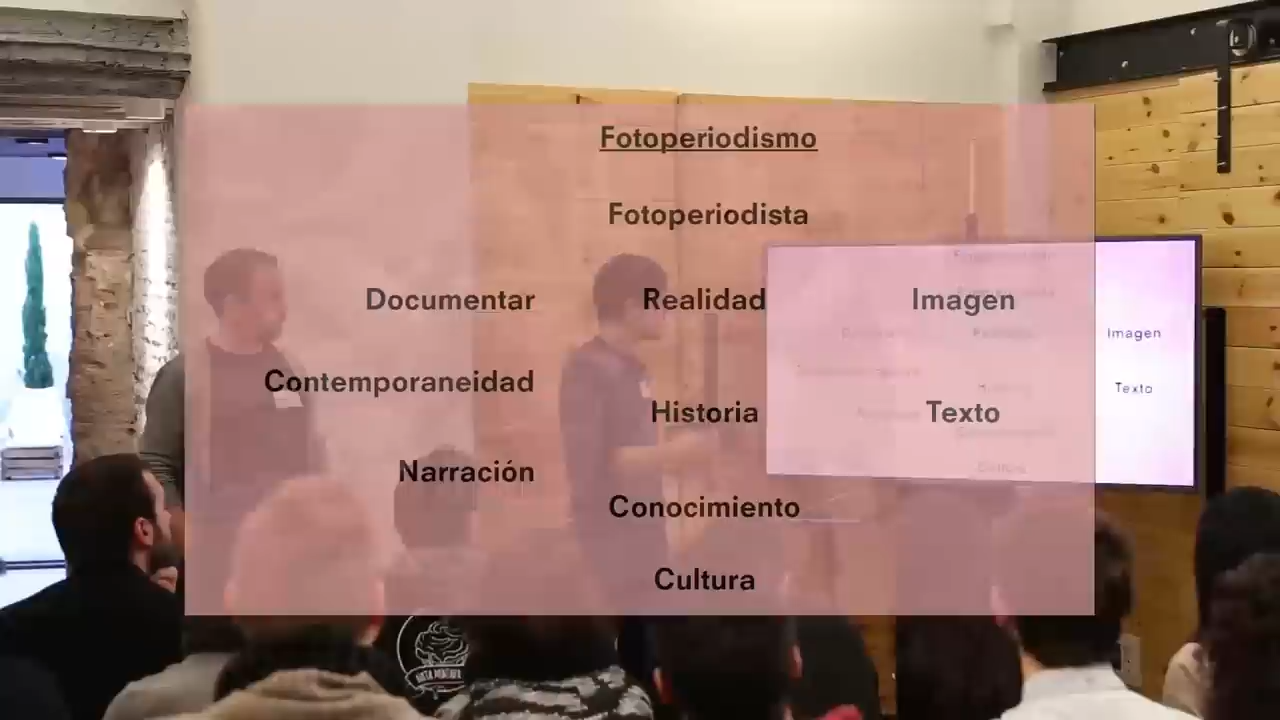 Fotoperiodismo
Fotoperiodista
Documentar Realidad Imagen
Contemporaneidad
Historia Texto
Narración
Conocimiento
Cultura
Imagen
Texto